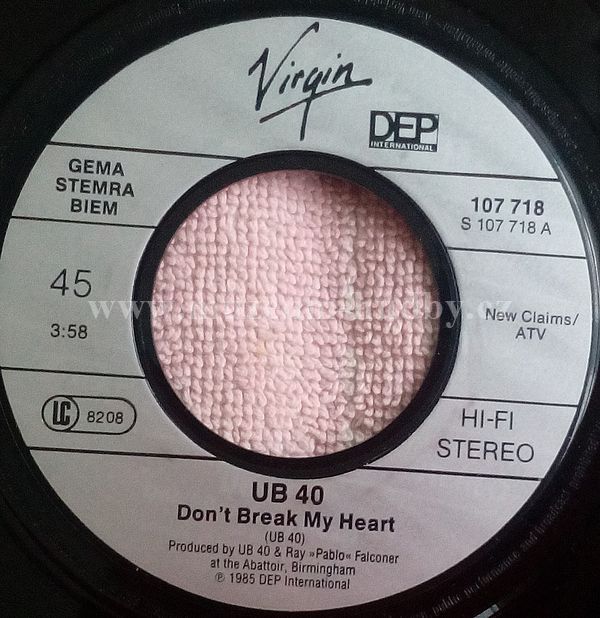 Virgin
DEP
INTERNATIONAL
GEMA
STEMRA
BIEM
107 718
S 107 718 A
45
3:58
New Claims/
ATV
LC 8208
HI-FI
STEREO
UB 40
Don't Break My Heart
(UB 40)
Produced by UB 40 & Ray »Pablo« Falconer
at the Abattoir, Birmingham
℗ 1985 DEP International